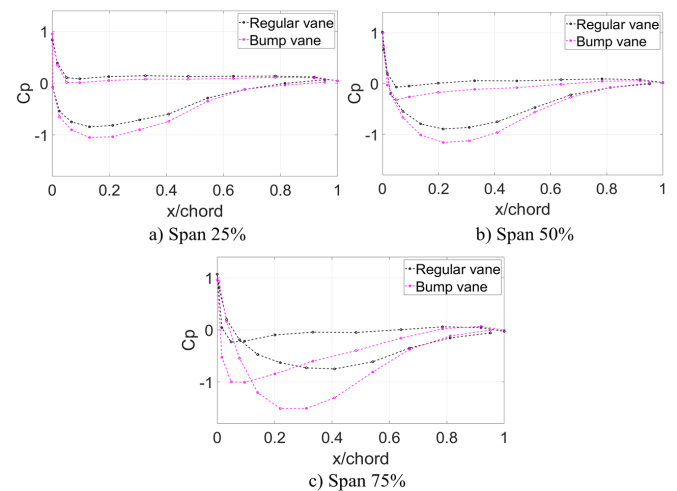 Regular vane
Bump vane
1
0
-1
Cp
0 0.2 0.4 0.6 0.8 1
x/chord
a) Span 25%
Regular vane
Bump vane
1
0
-1
Cp
0 0.2 0.4 0.6 0.8 1
x/chord
b) Span 50%
Regular vane
Bump vane
1
0
-1
Cp
0 0.2 0.4 0.6 0.8 1
x/chord
c) Span 75%